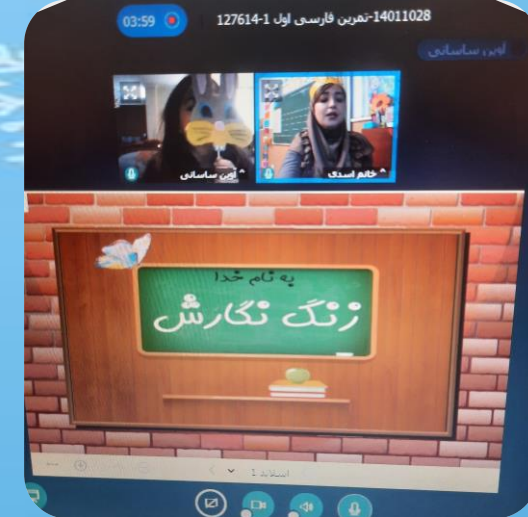 03:59
14011028-تمرین فارسی اول 1-127614
آوین ساسانی
^ آوین ساسانی
^ خانم اسدی
به نام خدا
زنگ نگارش
اسلاید 1